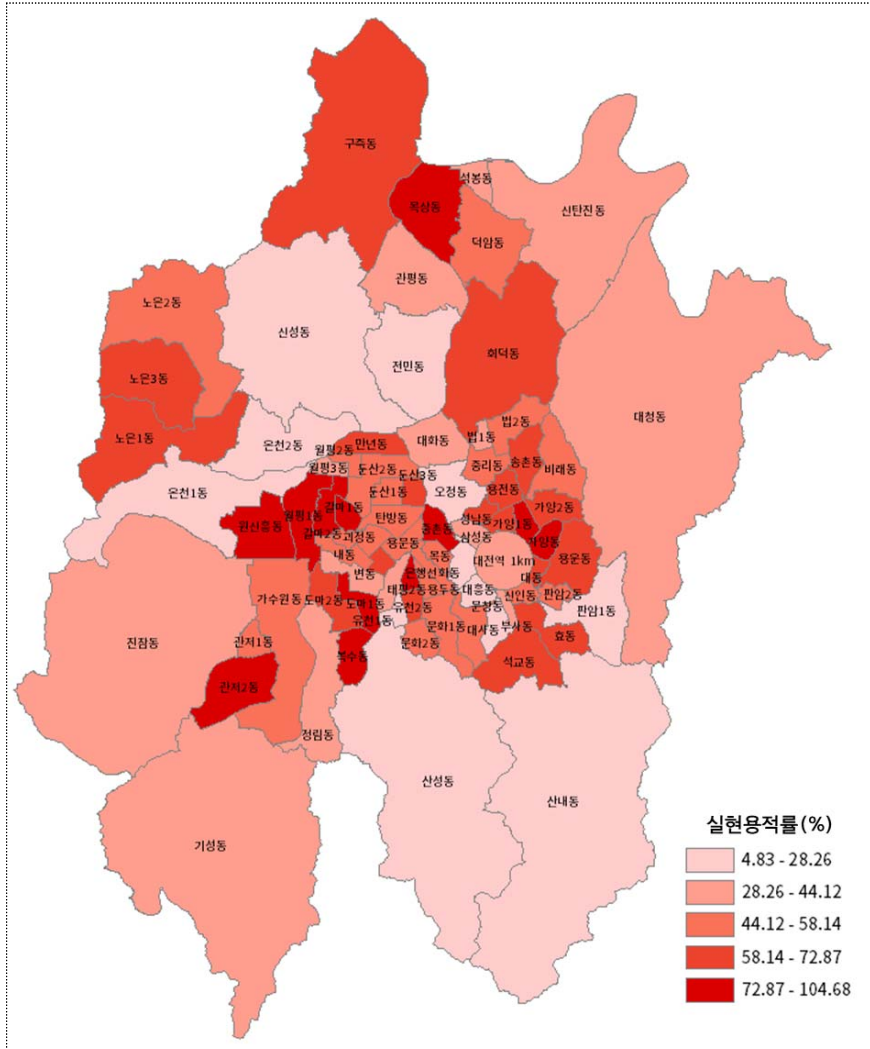 구즉동
석봉동
목상동
신탄진동
덕암동
관평동
노은2동
신성동
회덕동
전민동
노은3동
대청동
법2동
노은1동
법1동
대화동
만년동
온천2동
월평2동
송촌동
중리동
월평3동
둔산2동
비래동
둔산3동
온천1동
용전동
둔산1동
오정동
갈마1동
가양2동
월평1동
탄방동
성남동
가양1동
원신흥동
중촌동
갈마2동
괴정동
삼성동
용문동
자양동
내동
목동
용운동
대전역 1km
변동
은행선화동
대동
태평2동
용두동
대흥동
신인동
판암2동
가수원동
도마2동
도마1동
유천2동
문창동
판암1동
유천1동
문화1동
대사동
부사동
효동
진잠동
관저1동
문화2동
복수동
석교동
관저2동
정림동
산성동
산내동
기성동
실현용적률(%)
4.83 - 28.26
28.26 - 44.12
44.12 - 58.14
58.14 - 72.87
72.87 - 104.68